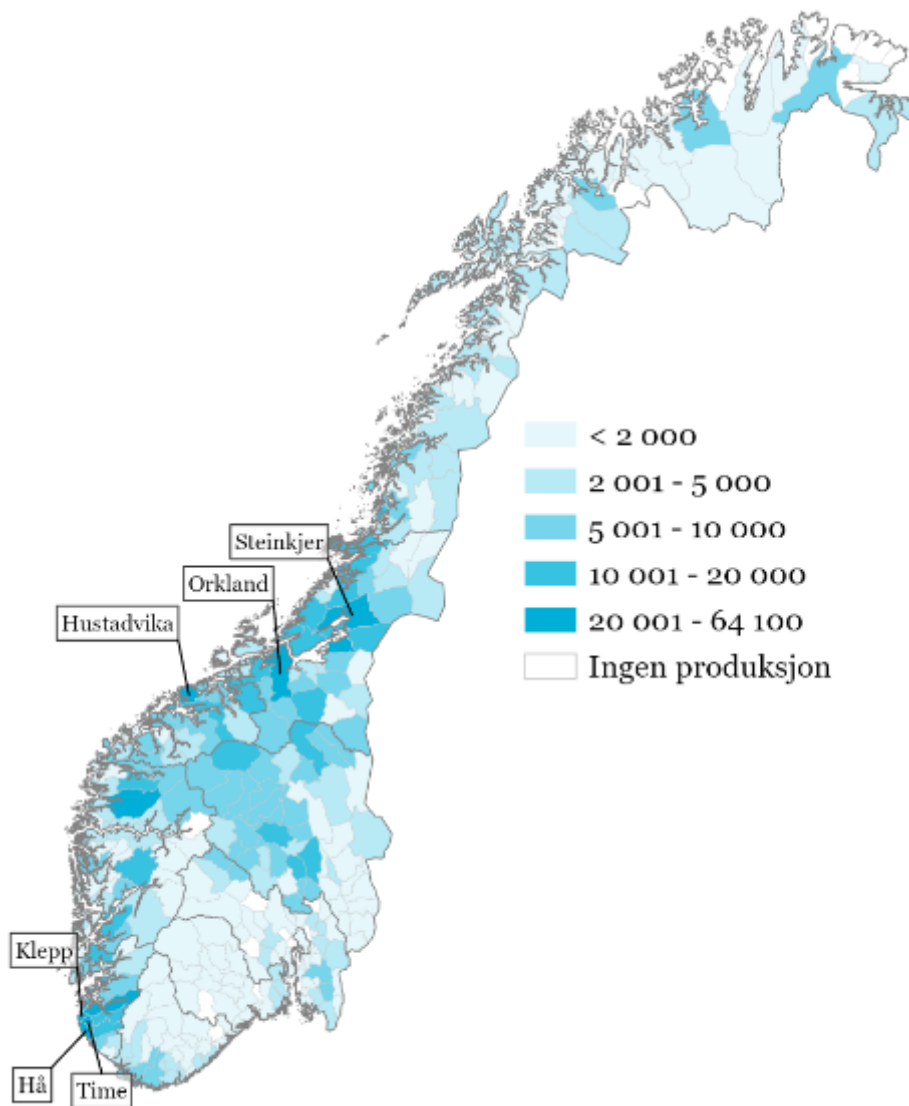 < 2 000
2 001 - 5 000
5 001 - 10 000
10 001 - 20 000
20 001 - 64 100
Ingen produksjon
Steinkjer
Orkland
Hustadvika
Klepp
Hå
Time